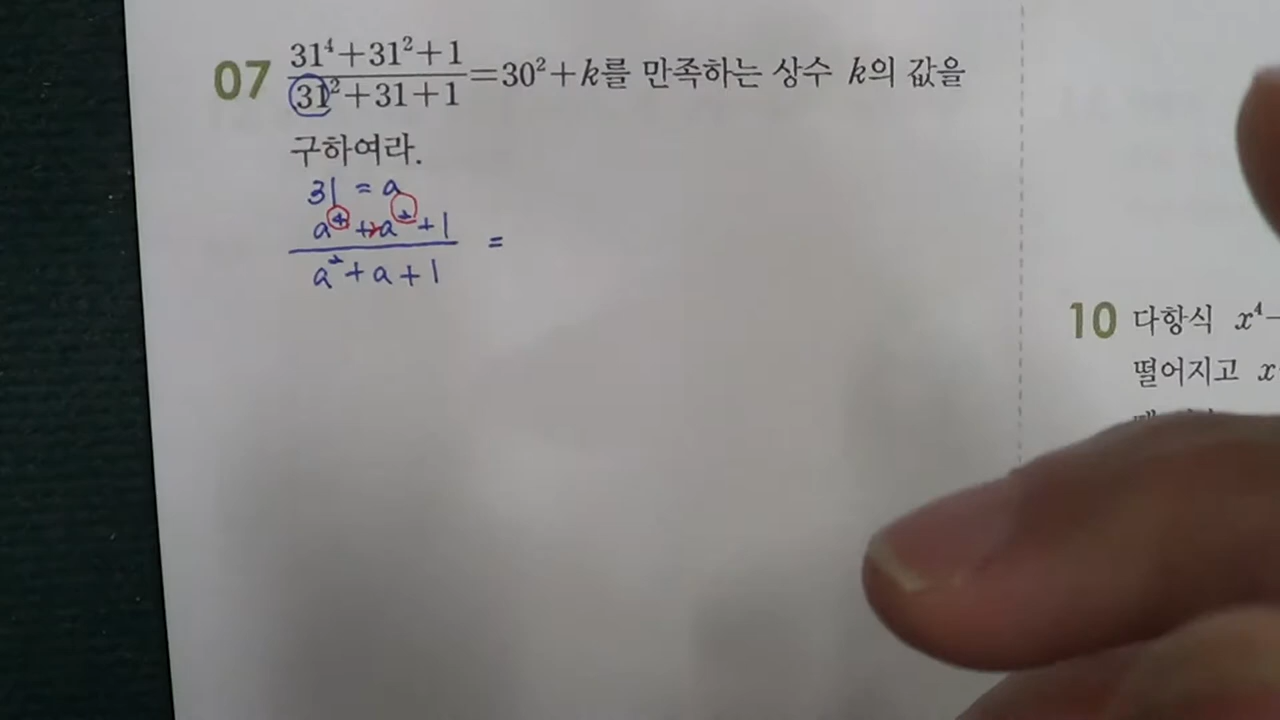 07 \frac{31⁴+31²+1}{31²+31+1}=30²+k를 만족하는 상수 k의 값을
구하여라.
31 = a
\frac{a⁴+a²+1}{a²+a+1} =
10 다항식 x⁴−
떨어지고 x